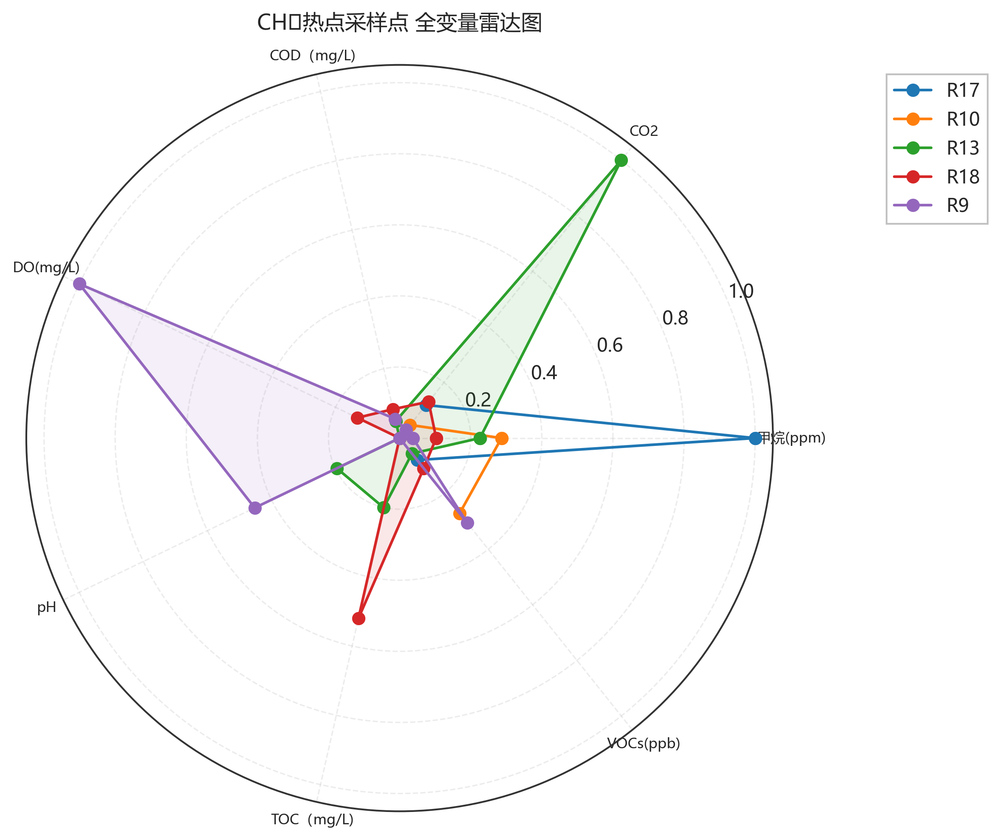 CH▯热点采样点 全变量雷达图
COD（mg/L)
CO2
DO(mg/L)
甲烷(ppm)
pH
TOC（mg/L)
VOCs(ppb)
1.0
0.8
0.6
0.4
0.2
R17
R10
R13
R18
R9